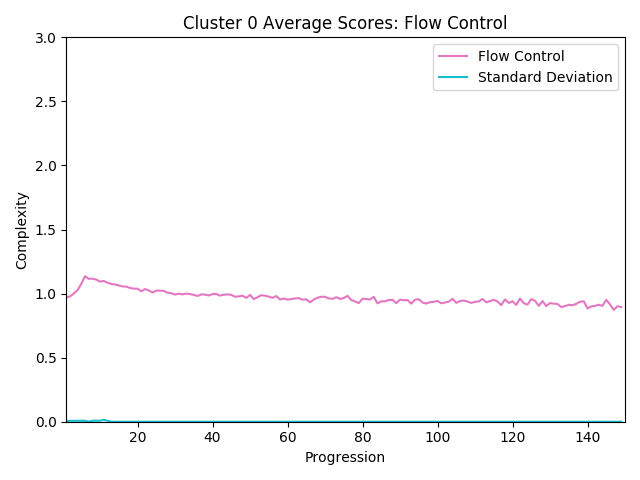 Cluster 0 Average Scores: Flow Control
Flow Control
Standard Deviation
3.0
2.5
2.0
1.5
1.0
0.5
0.0
Complexity
20 40 60 80 100 120 140
Progression